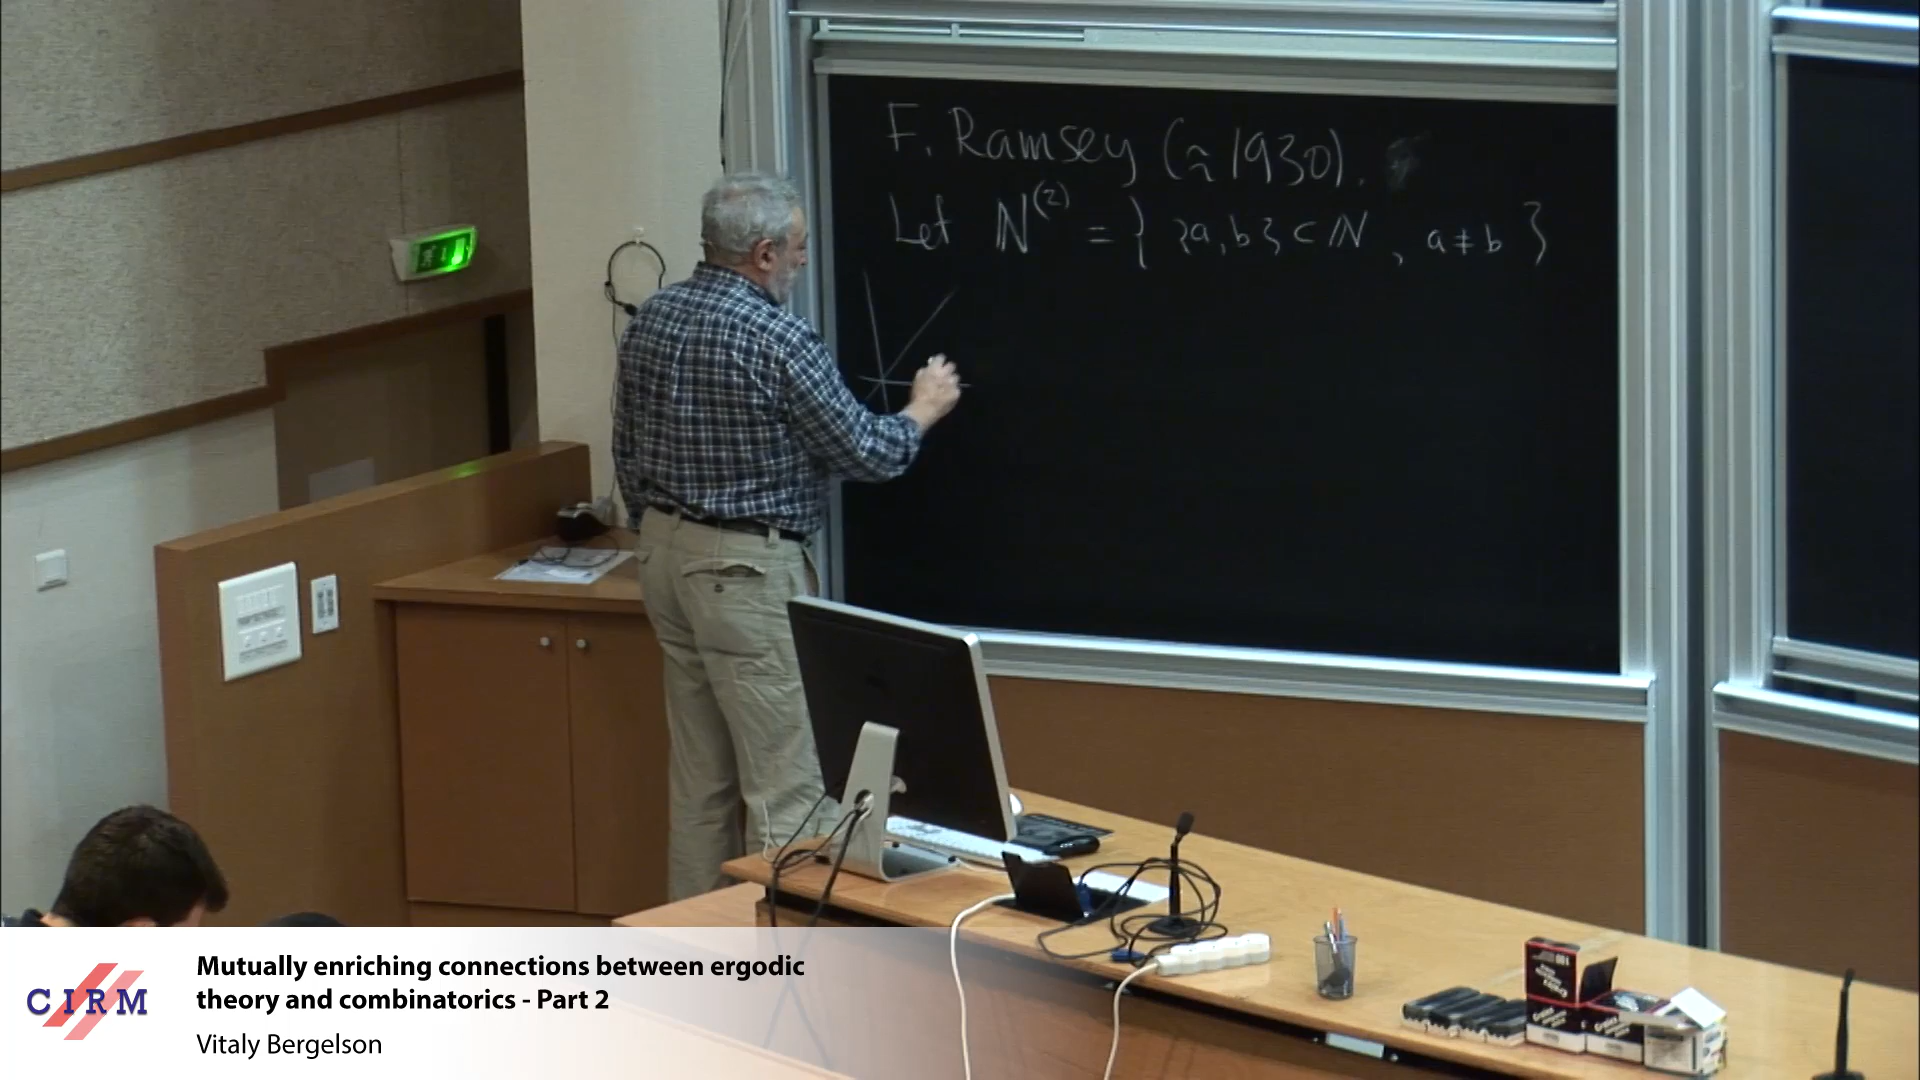 F. Ramsey (≈ 1930).
Let ℕ⁽²⁾ = { {a, b} ⊂ ℕ , a ≠ b }
CIRM
Mutually enriching connections between ergodic
theory and combinatorics - Part 2
Vitaly Bergelson